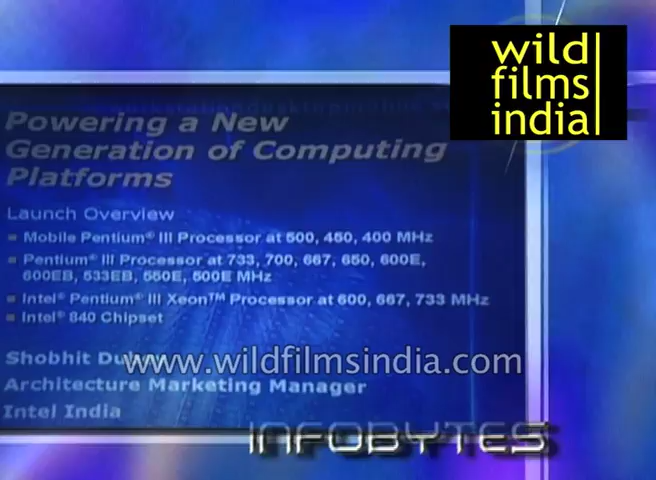 wild
films
india
Powering a New
Generation of Computing
Platforms
Launch Overview
Mobile Pentium® III Processor at 500, 450, 400 MHz
Pentium® III Processor at 733, 700, 667, 650, 600E,
600EB, 533EB, 550E, 500E MHz
Intel® Pentium® III Xeon™ Processor at 600, 667, 733 MHz
Intel® 840 Chipset
Shobhit
www.wildfilmsindia.com
Architecture Marketing Manager
Intel India
INFOBYTES